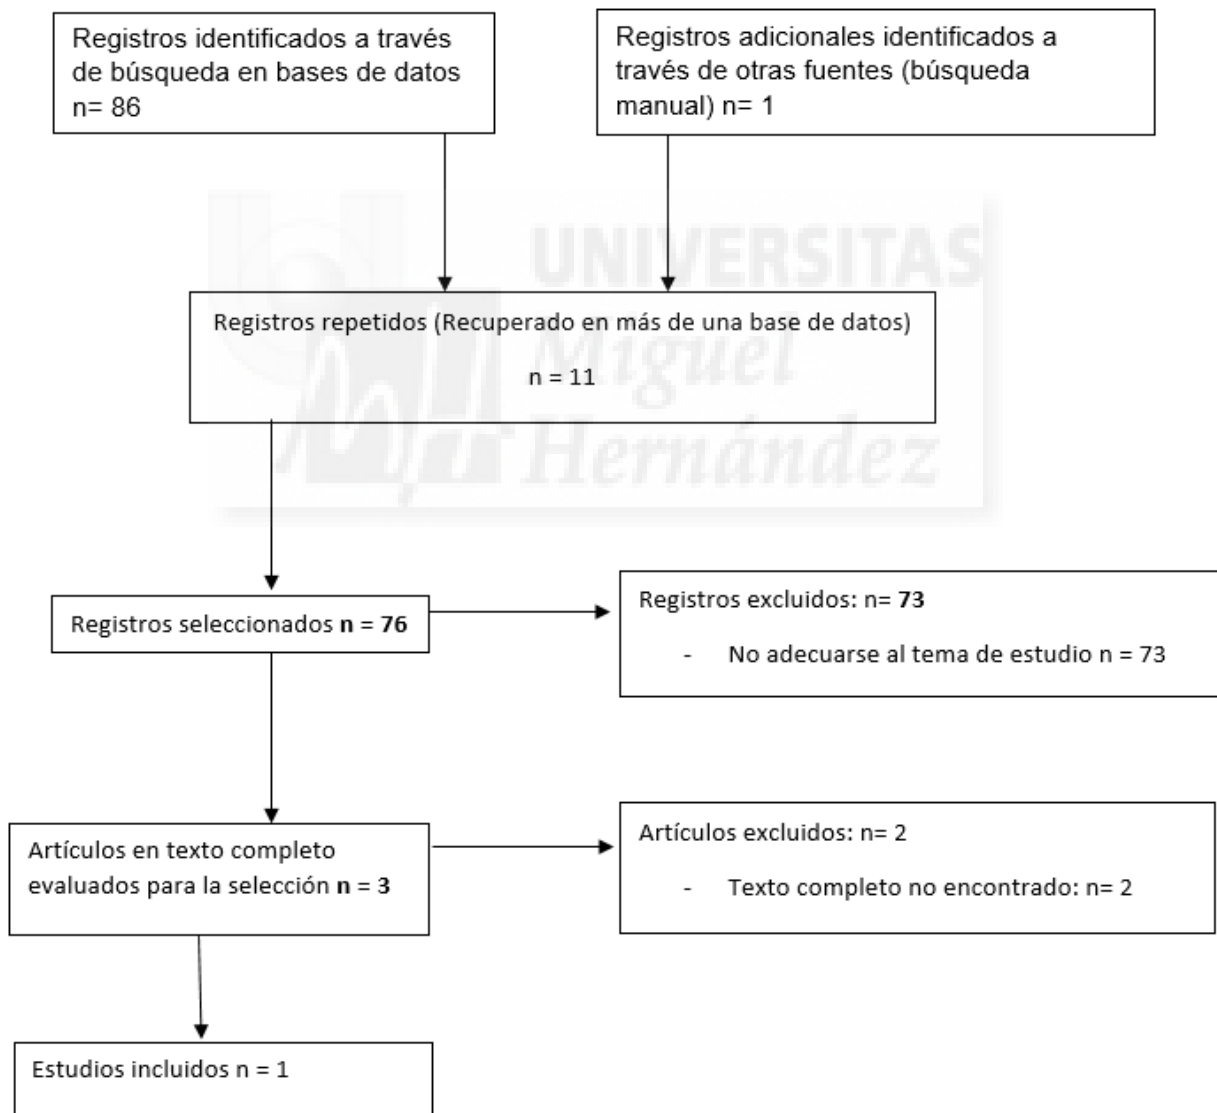 Registros identificados a través
de búsqueda en bases de datos
n= 86
Registros adicionales identificados a
través de otras fuentes (búsqueda
manual) n= 1
UNIVERSITAS
Miguel
Hernández
Registros repetidos (Recuperado en más de una base de datos)
n = 11
Registros seleccionados n = 76
Registros excluidos: n= 73
- No adecuarse al tema de estudio n = 73
Artículos en texto completo
evaluados para la selección n = 3
Artículos excluidos: n= 2
- Texto completo no encontrado: n= 2
Estudios incluidos n = 1